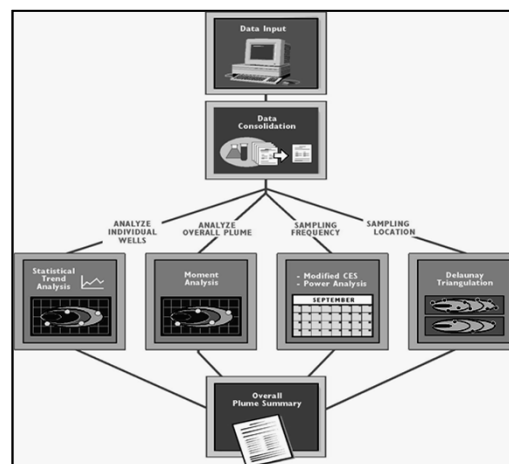 Data Input
Data
Consolidation
ANALYZE
INDIVIDUAL
WELLS
ANALYZE
OVERALL PLUME
SAMPLING
FREQUENCY
SAMPLING
LOCATION
Statistical
Trend
Analysis
Moment
Analysis
- Modified CES
- Power Analysis
SEPTEMBER
Delaunay
Triangulation
Overall
Plume Summary